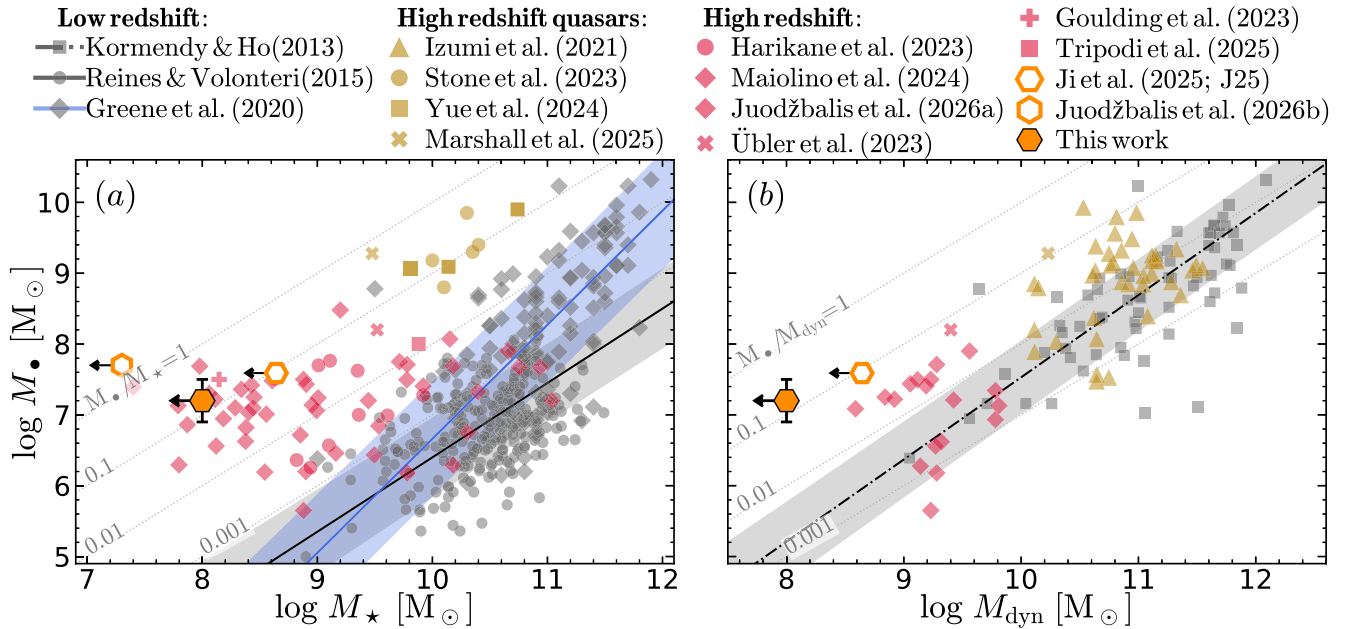 Low redshift:
Kormendy & Ho(2013)
Reines & Volonteri(2015)
Greene et al. (2020)
High redshift quasars:
Izumi et al. (2021)
Stone et al. (2023)
Yue et al. (2024)
Marshall et al. (2025)
High redshift:
Harikane et al. (2023)
Maiolino et al. (2024)
Juodžbalis et al. (2026a)
Übler et al. (2023)
Goulding et al. (2023)
Tripodi et al. (2025)
Ji et al. (2025; J25)
Juodžbalis et al. (2026b)
This work
(a)
log M• [M⊙]
10
9
8
7
6
5
M•/M⋆=1
0.1
0.01
0.001
7 8 9 10 11 12
log M⋆ [M⊙]
(b)
M•/Mdyn=1
0.1
0.01
0.001
8 9 10 11 12
log Mdyn [M⊙]